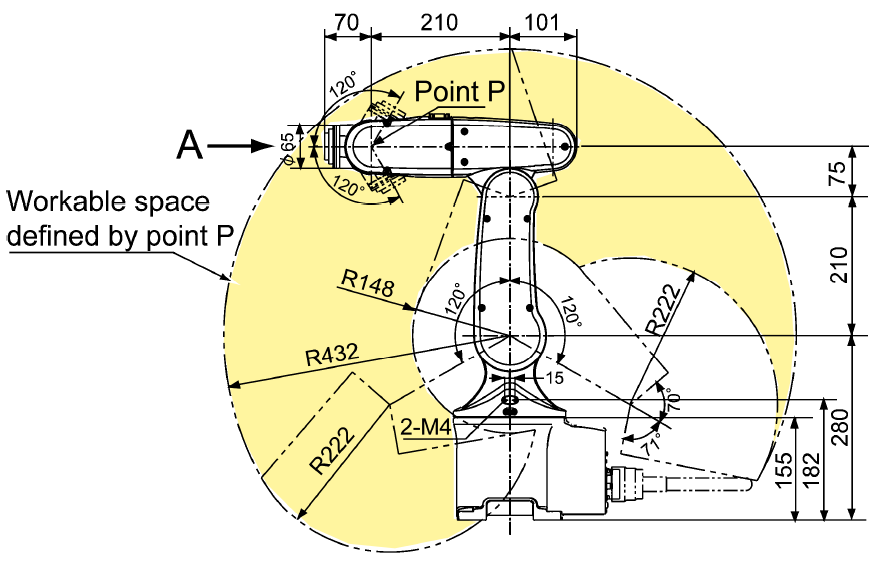 70
210
101
120°
Point P
A
φ65
120°
75
Workable space
defined by point P
210
R148
120°
120°
R222
R432
15
70°
2-M4
71°
R222
155
182
280